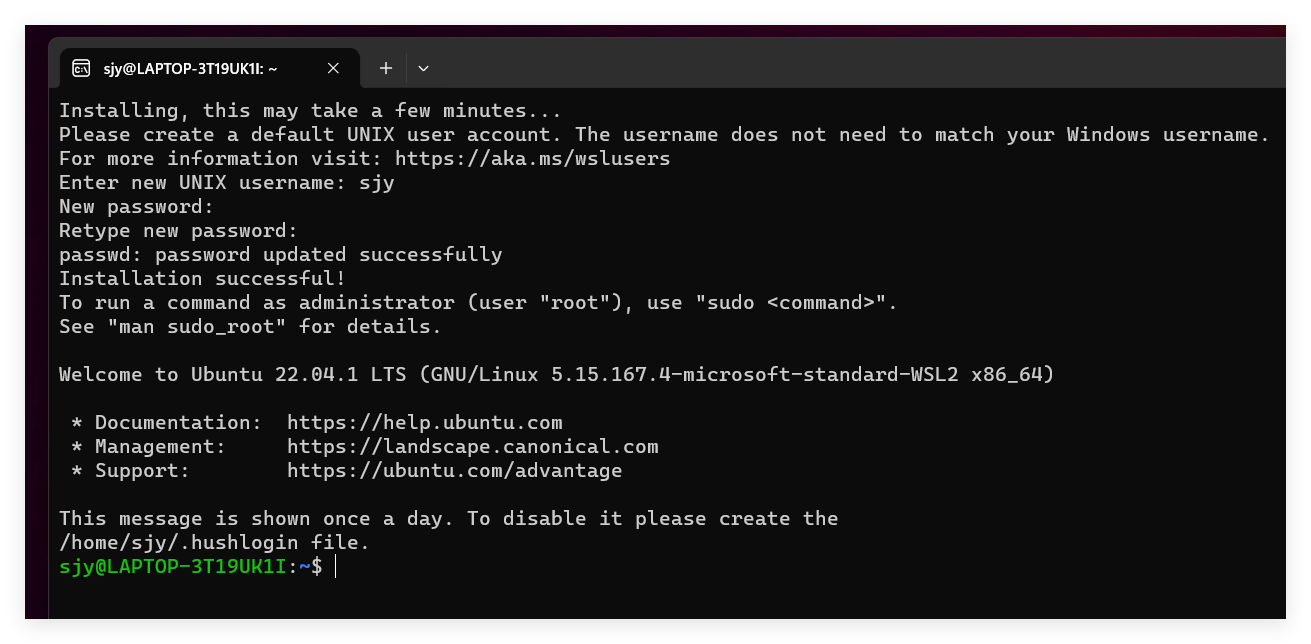 sjy@LAPTOP-3T19UK1I: ~
Installing, this may take a few minutes...
Please create a default UNIX user account. The username does not need to match your Windows username.
For more information visit: https://aka.ms/wslusers
Enter new UNIX username: sjy
New password:
Retype new password:
passwd: password updated successfully
Installation successful!
To run a command as administrator (user "root"), use "sudo <command>".
See "man sudo_root" for details.

Welcome to Ubuntu 22.04.1 LTS (GNU/Linux 5.15.167.4-microsoft-standard-WSL2 x86_64)

 * Documentation:  https://help.ubuntu.com
 * Management:     https://landscape.canonical.com
 * Support:        https://ubuntu.com/advantage

This message is shown once a day. To disable it please create the
/home/sjy/.hushlogin file.
sjy@LAPTOP-3T19UK1I:~$